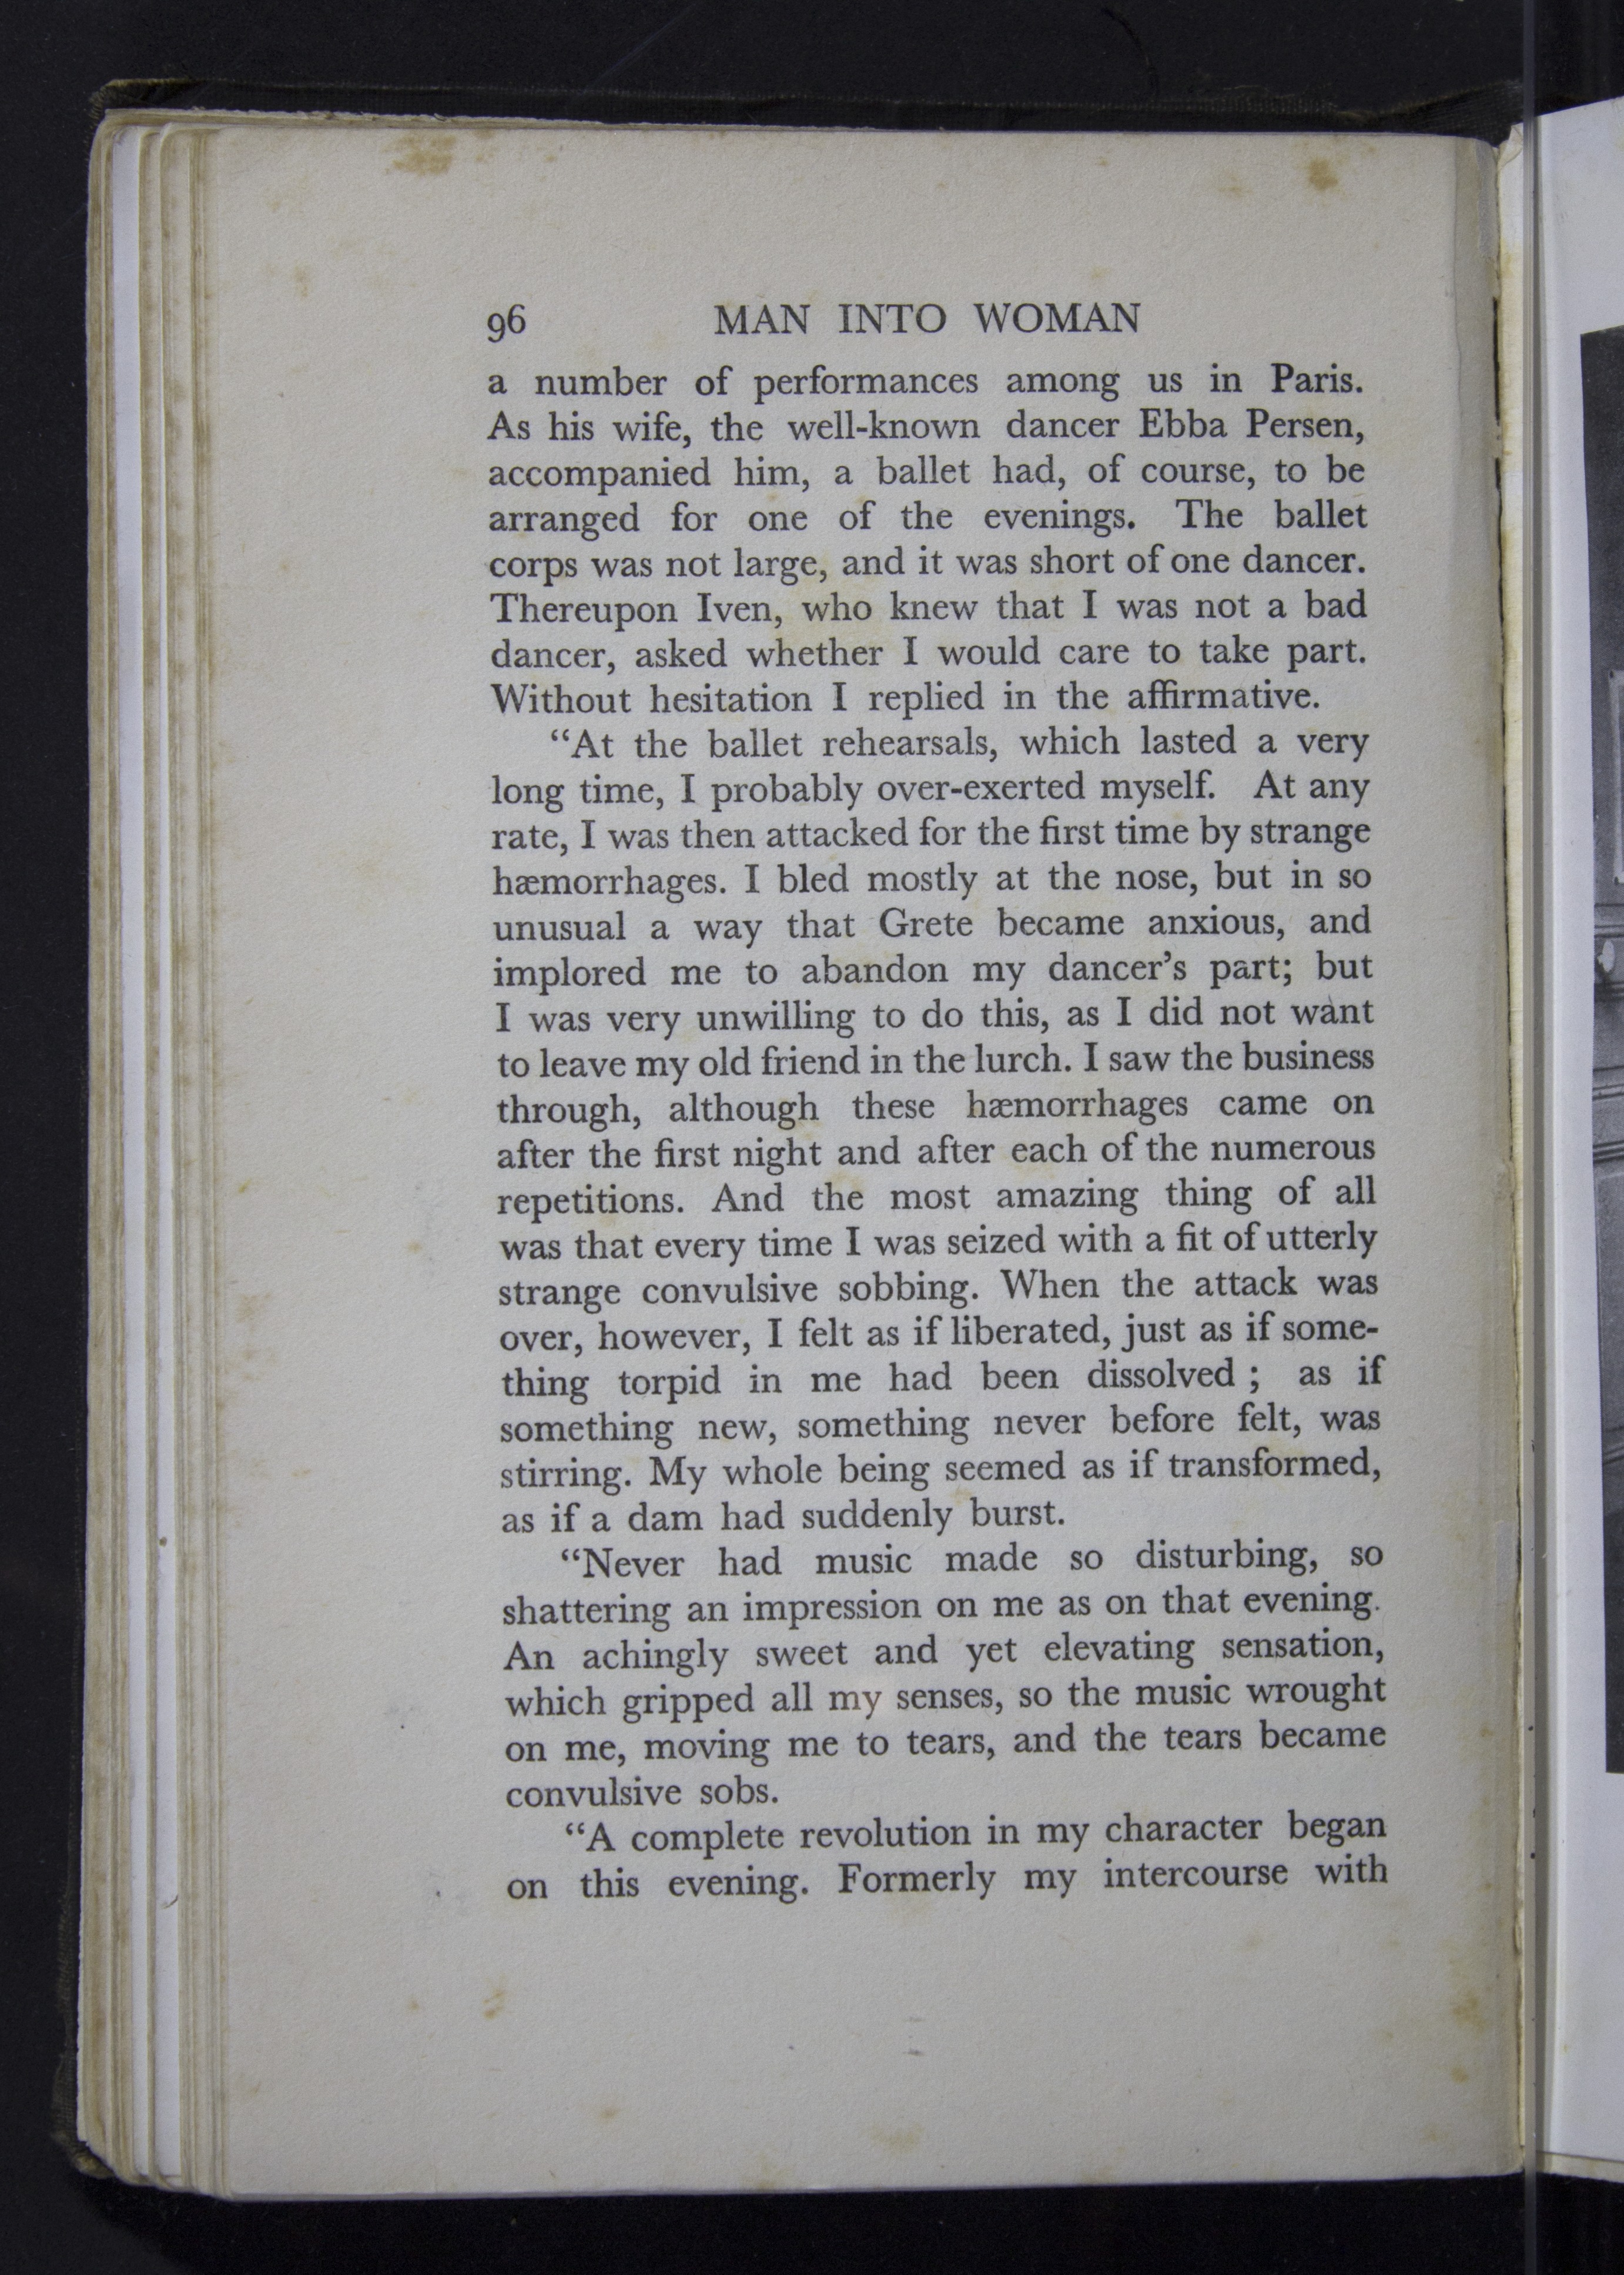 96 MAN INTO WOMAN
a number of performances among us in Paris.
As his wife, the well-known dancer Ebba Persen,
accompanied him, a ballet had, of course, to be
arranged for one of the evenings. The ballet
corps was not large, and it was short of one dancer.
Thereupon Iven, who knew that I was not a bad
dancer, asked whether I would care to take part.
Without hesitation I replied in the affirmative.
“At the ballet rehearsals, which lasted a very
long time, I probably over-exerted myself. At any
rate, I was then attacked for the first time by strange
hæmorrhages. I bled mostly at the nose, but in so
unusual a way that Grete became anxious, and
implored me to abandon my dancer’s part; but
I was very unwilling to do this, as I did not want
to leave my old friend in the lurch. I saw the business
through, although these hæmorrhages came on
after the first night and after each of the numerous
repetitions. And the most amazing thing of all
was that every time I was seized with a fit of utterly
strange convulsive sobbing. When the attack was
over, however, I felt as if liberated, just as if some-
thing torpid in me had been dissolved ; as if
something new, something never before felt, was
stirring. My whole being seemed as if transformed,
as if a dam had suddenly burst.
“Never had music made so disturbing, so
shattering an impression on me as on that evening.
An achingly sweet and yet elevating sensation,
which gripped all my senses, so the music wrought
on me, moving me to tears, and the tears became
convulsive sobs.
“A complete revolution in my character began
on this evening. Formerly my intercourse with